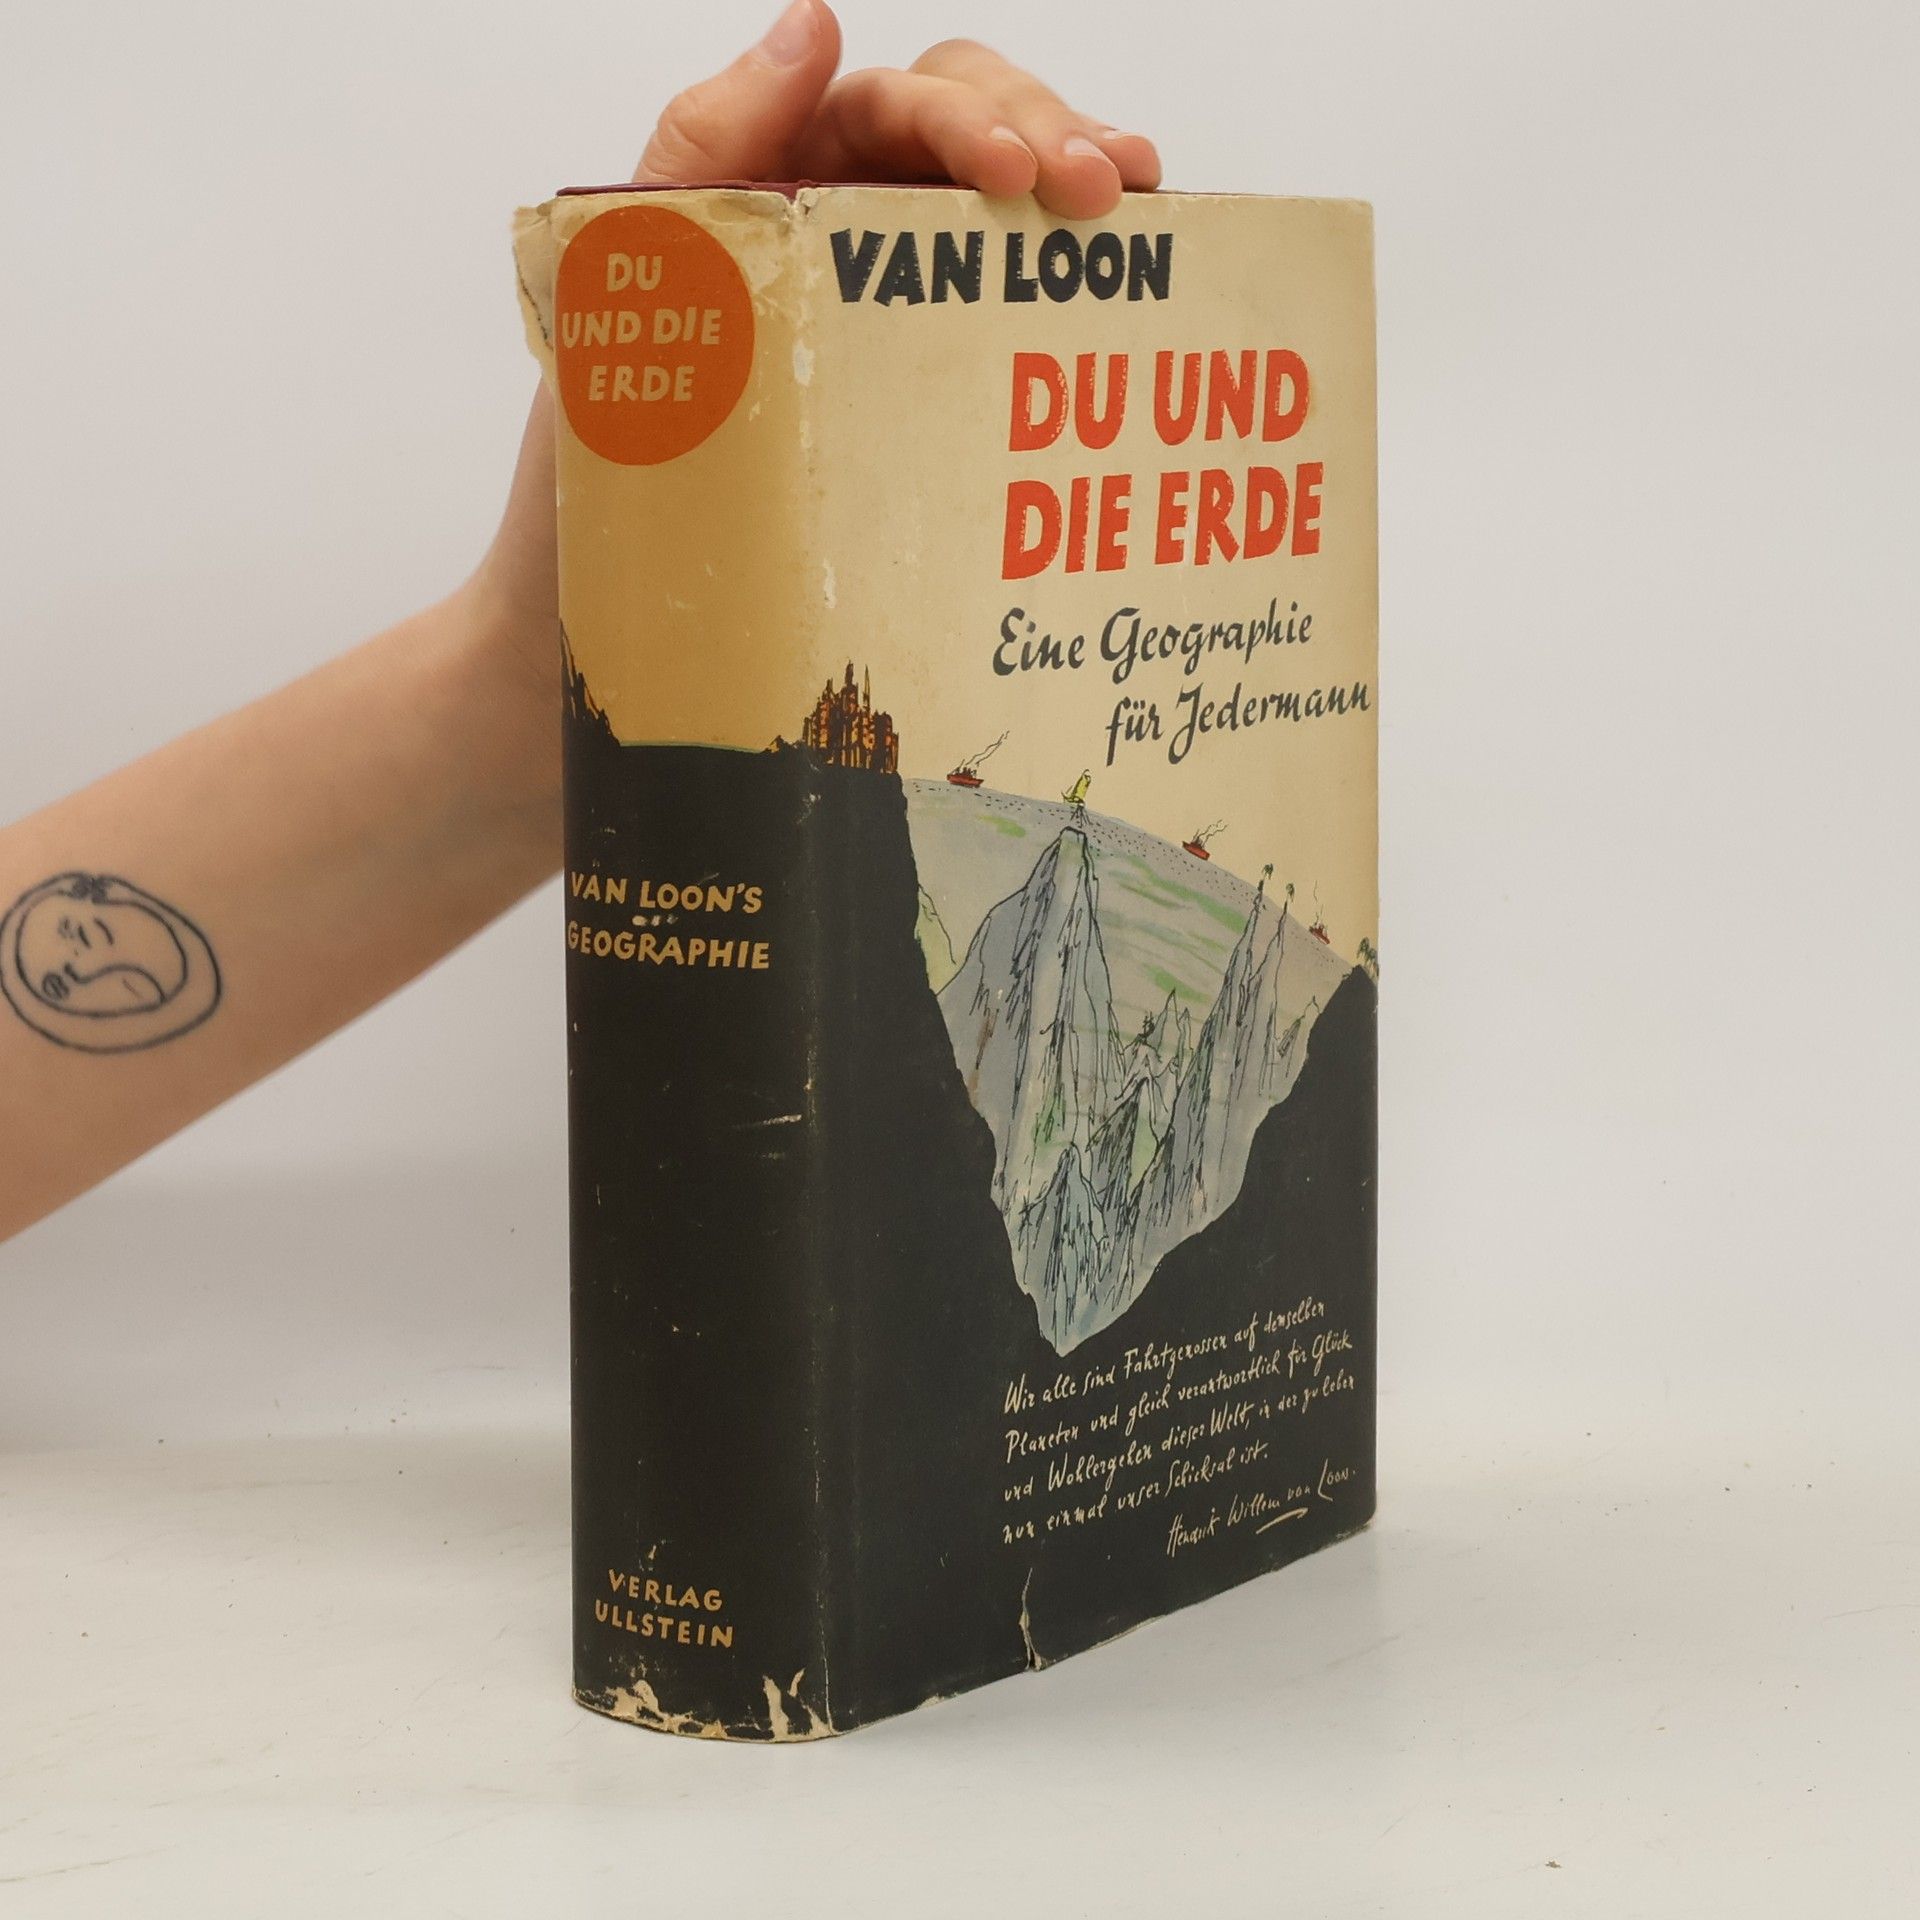 DU
UND DIE
ERDE
VAN LOON'S
GEOGRAPHIE
VERLAG
ULLSTEIN
VAN LOON
DU UND
DIE ERDE
Eine Geographie
für Jedermann
Wir alle sind Fahrtgenossen auf demselben
Planeten und gleich verantwortlich für Glück
und Wohlergehen dieser Welt, in der zu leben
nun einmal unser Schicksal ist.
Hendrik Willem van Loon.